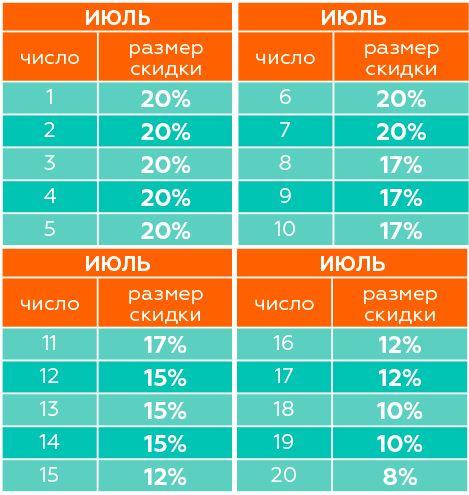 ИЮЛЬ
число размер скидки
1 20%
2 20%
3 20%
4 20%
5 20%
ИЮЛЬ
число размер скидки
6 20%
7 20%
8 17%
9 17%
10 17%
ИЮЛЬ
число размер скидки
11 17%
12 15%
13 15%
14 15%
15 12%
ИЮЛЬ
число размер скидки
16 12%
17 12%
18 10%
19 10%
20 8%